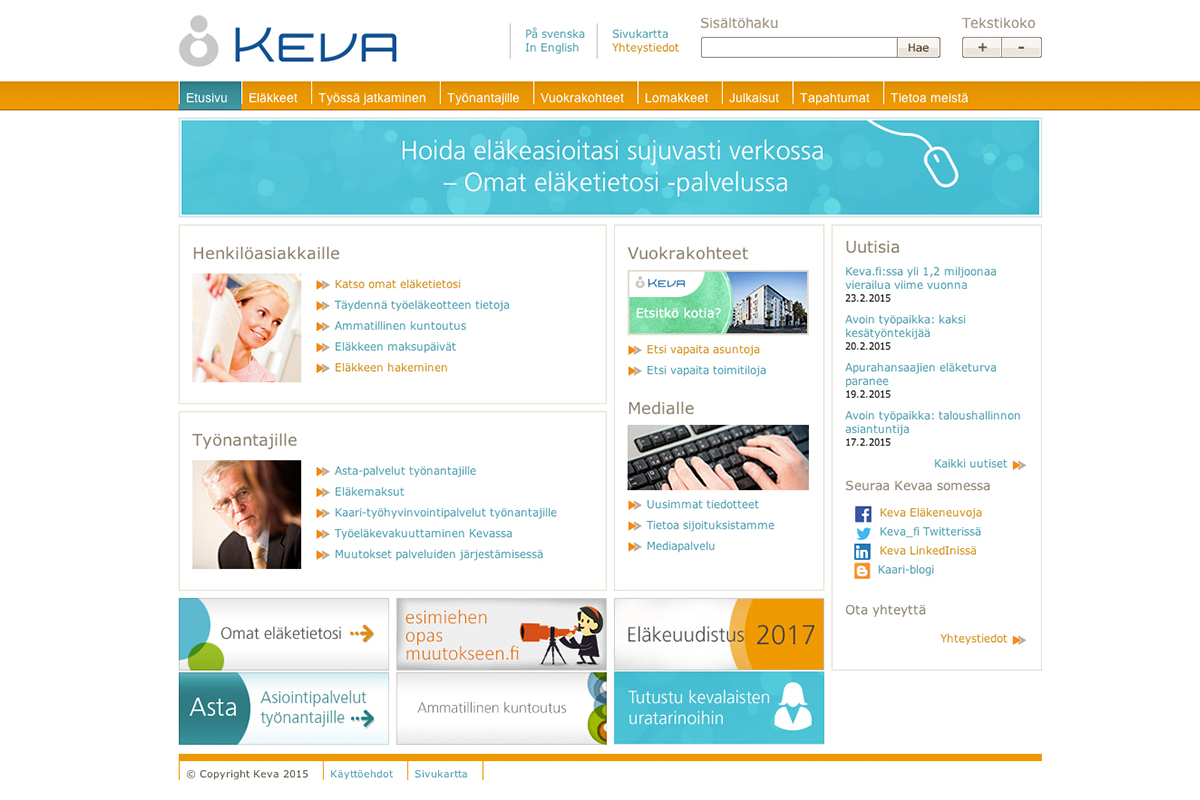 KEVA
På svenska
In English
Sivukartta
Yhteystiedot
Sisältöhaku
Hae
Tekstikoko
+ -
Etusivu Eläkkeet Työssä jatkaminen Työnantajille Vuokrakohteet Lomakkeet Julkaisut Tapahtumat Tietoa meistä
Hoida eläkeasioitasi sujuvasti verkossa
– Omat eläketietosi -palvelussa
Henkilöasiakkaille
Katso omat eläketietosi
Täydennä työeläkeotteen tietoja
Ammatillinen kuntoutus
Eläkkeen maksupäivät
Eläkkeen hakeminen
Työnantajille
Asta-palvelut työnantajille
Eläkemaksut
Kaari-työhyvinvointipalvelut työnantajille
Työeläkevakuuttaminen Kevassa
Muutokset palveluiden järjestämisessä
Vuokrakohteet
KEVA
Etsitkö kotia?
Etsi vapaita asuntoja
Etsi vapaita toimitiloja
Medialle
Uusimmat tiedotteet
Tietoa sijoituksistamme
Mediapalvelu
Uutisia
Keva.fi:ssa yli 1,2 miljoonaa
vierailua viime vuonna
23.2.2015
Avoin työpaikka: kaksi
kesätyöntekijää
20.2.2015
Apurahansaajien eläketurva
paranee
19.2.2015
Avoin työpaikka: taloushallinnon
asiantuntija
17.2.2015
Kaikki uutiset
Seuraa Kevaa somessa
Keva Eläkeneuvoja
Keva_fi Twitterissä
Keva LinkedInissä
Kaari-blogi
Ota yhteyttä
Yhteystiedot
Omat eläketietosi
esimiehen
opas
muutokseen.fi
Eläkeuudistus 2017
Asta
Asiointipalvelut
työnantajille
Ammatillinen kuntoutus
Tutustu kevalaisten
uratarinoihin
© Copyright Keva 2015
Käyttöehdot
Sivukartta